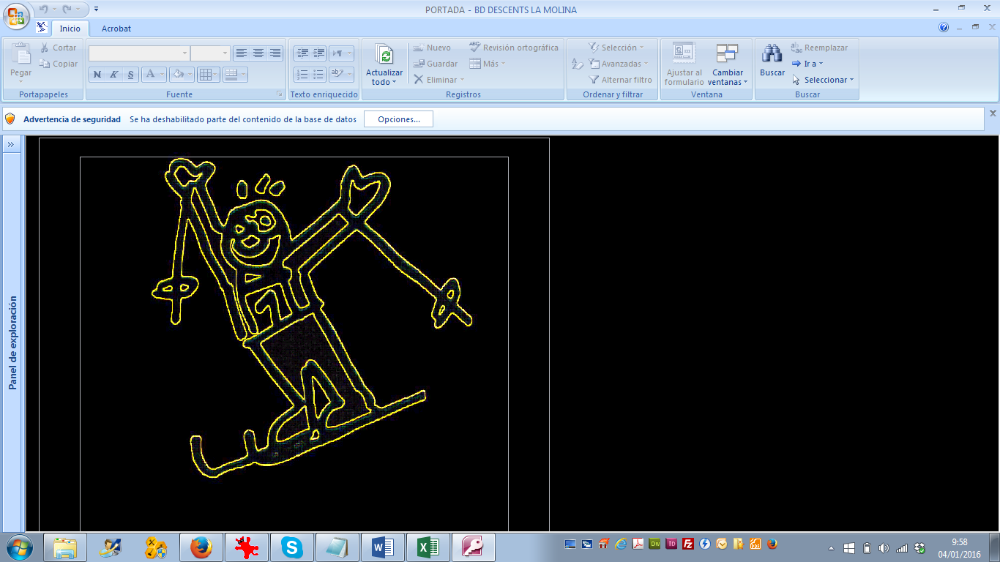 PORTADA - BD DESCENTS LA MOLINA
Inicio Acrobat
Pegar
Cortar
Copiar
Portapapeles
N K S A
Fuente
Texto enriquecido
Actualizar
todo
Nuevo
Guardar
Eliminar
Revisión ortográfica
Más
Registros
Selección
Avanzadas
Alternar filtro
Ordenar y filtrar
Ajustar al
formulario
Cambiar
ventanas
Ventana
Buscar
Reemplazar
Ir a
Seleccionar
Buscar
Advertencia de seguridad Se ha deshabilitado parte del contenido de la base de datos Opciones...
Panel de exploración
9:58
04/01/2016